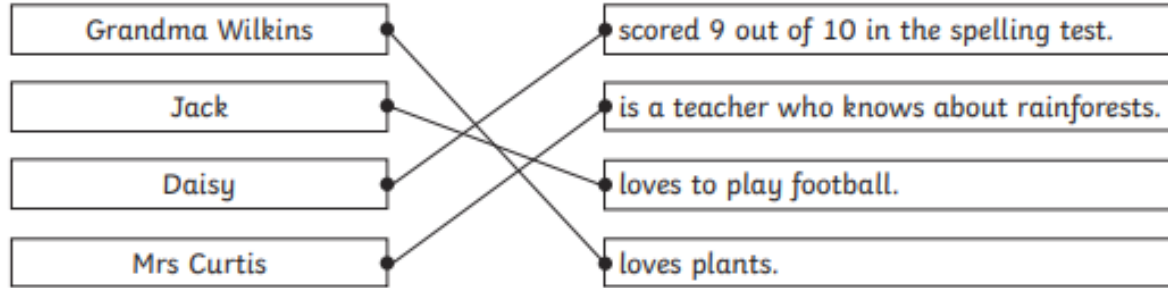 Grandma Wilkins
scored 9 out of 10 in the spelling test.
Jack
is a teacher who knows about rainforests.
Daisy
loves to play football.
Mrs Curtis
loves plants.